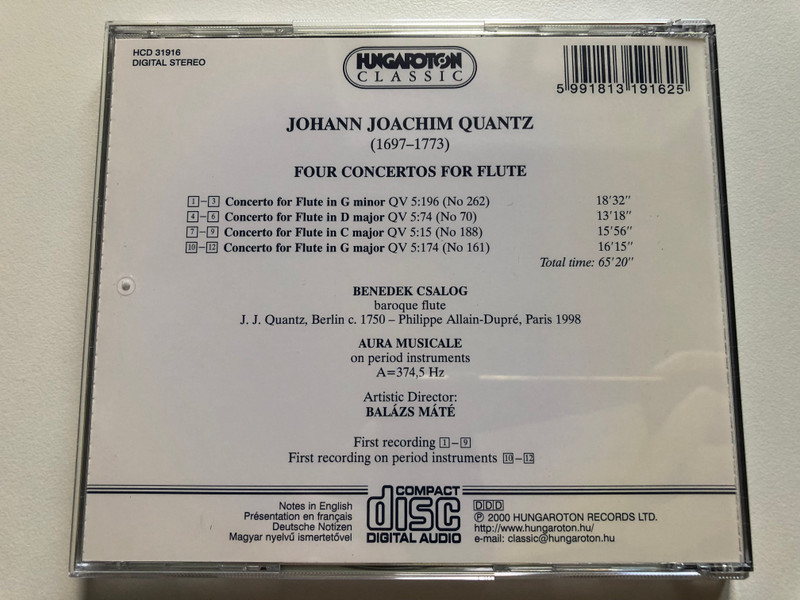 HCD 31916
DIGITAL STEREO
HUNGAROTON
CLASSIC
5 991813 191625
JOHANN JOACHIM QUANTZ
(1697–1773)
FOUR CONCERTOS FOR FLUTE
1–3 Concerto for Flute in G minor QV 5:196 (No 262) 18'32"
4–6 Concerto for Flute in D major QV 5:74 (No 70) 13'18"
7–9 Concerto for Flute in C major QV 5:15 (No 188) 15'56"
10–12 Concerto for Flute in G major QV 5:174 (No 161) 16'15"
Total time: 65'20"
BENEDEK CSALOG
baroque flute
J. J. Quantz, Berlin c. 1750 – Philippe Allain-Dupré, Paris 1998
AURA MUSICALE
on period instruments
A=374,5 Hz
Artistic Director:
BALÁZS MÁTÉ
First recording 1–9
First recording on period instruments 10–12
Notes in English
Présentation en français
Deutsche Notizen
Magyar nyelvű ismertetővel
COMPACT
disc
DIGITAL AUDIO
DDD
℗ 2000 HUNGAROTON RECORDS LTD.
http://www.hungaroton.hu/
e-mail: classic@hungaroton.hu